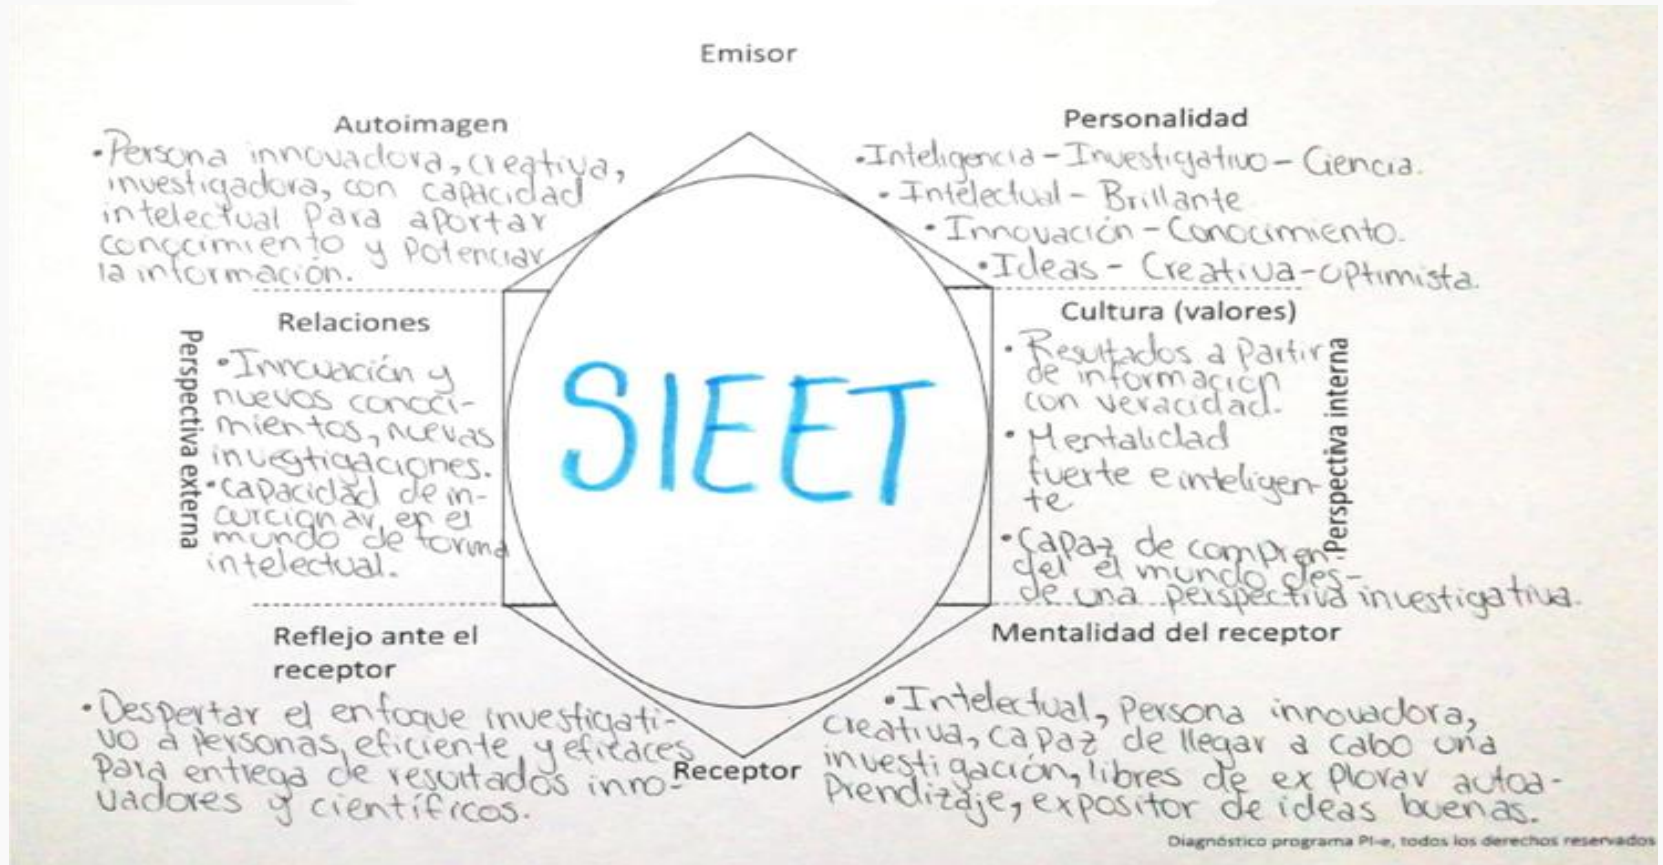 Emisor
Autoimagen
•Persona innovadora, creativa,
investigadora, con capacidad
intelectual para aportar
conocimiento y potenciar
la información.
Personalidad
•Inteligencia - Investigativo - Ciencia.
• Intelectual - Brillante
• Innovación - Conocimiento.
•Ideas - Creativa - optimista.
Relaciones
•Innovación y
nuevos conoci-
mientos, nuevas
investigaciones.
•capacidad de in-
curcignar en el
mundo de forma
intelectual.
Perspectiva externa
SIEET
Cultura (valores)
• Resultados a partir
de información
con veracidad.
• Mentalidad
fuerte e inteligen-
te.
•Capaz de compren-
der el mundo des-
de una perspectiva investigativa.
Perspectiva interna
Reflejo ante el
receptor
•Despertar el enfoque investigati-
vo a personas, eficiente y eficaces
para entrega de resultados inno-
vadores y científicos.
Receptor
Mentalidad del receptor
•Intelectual, persona innovadora,
creativa, capaz de llegar a cabo una
investigación, libres de explorar autoa-
prendizaje, expositor de ideas buenas.
Diagnóstico programa PI-e, todos los derechos reservados